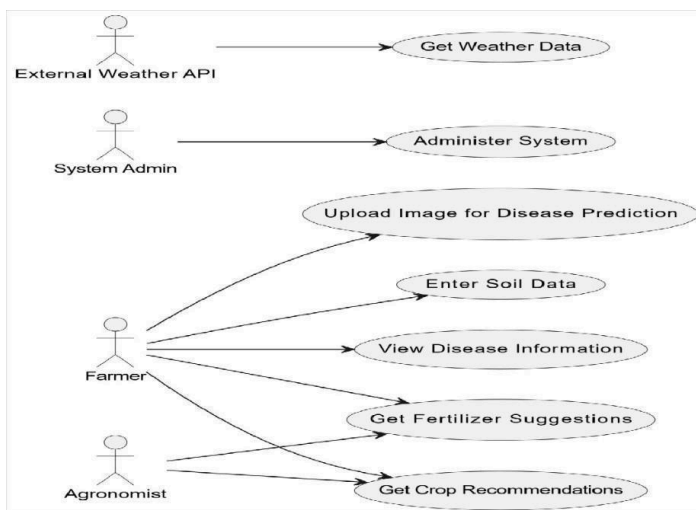 Get Weather Data
External Weather API
Administer System
System Admin
Upload Image for Disease Prediction
Enter Soil Data
View Disease Information
Farmer
Get Fertilizer Suggestions
Agronomist
Get Crop Recommendations